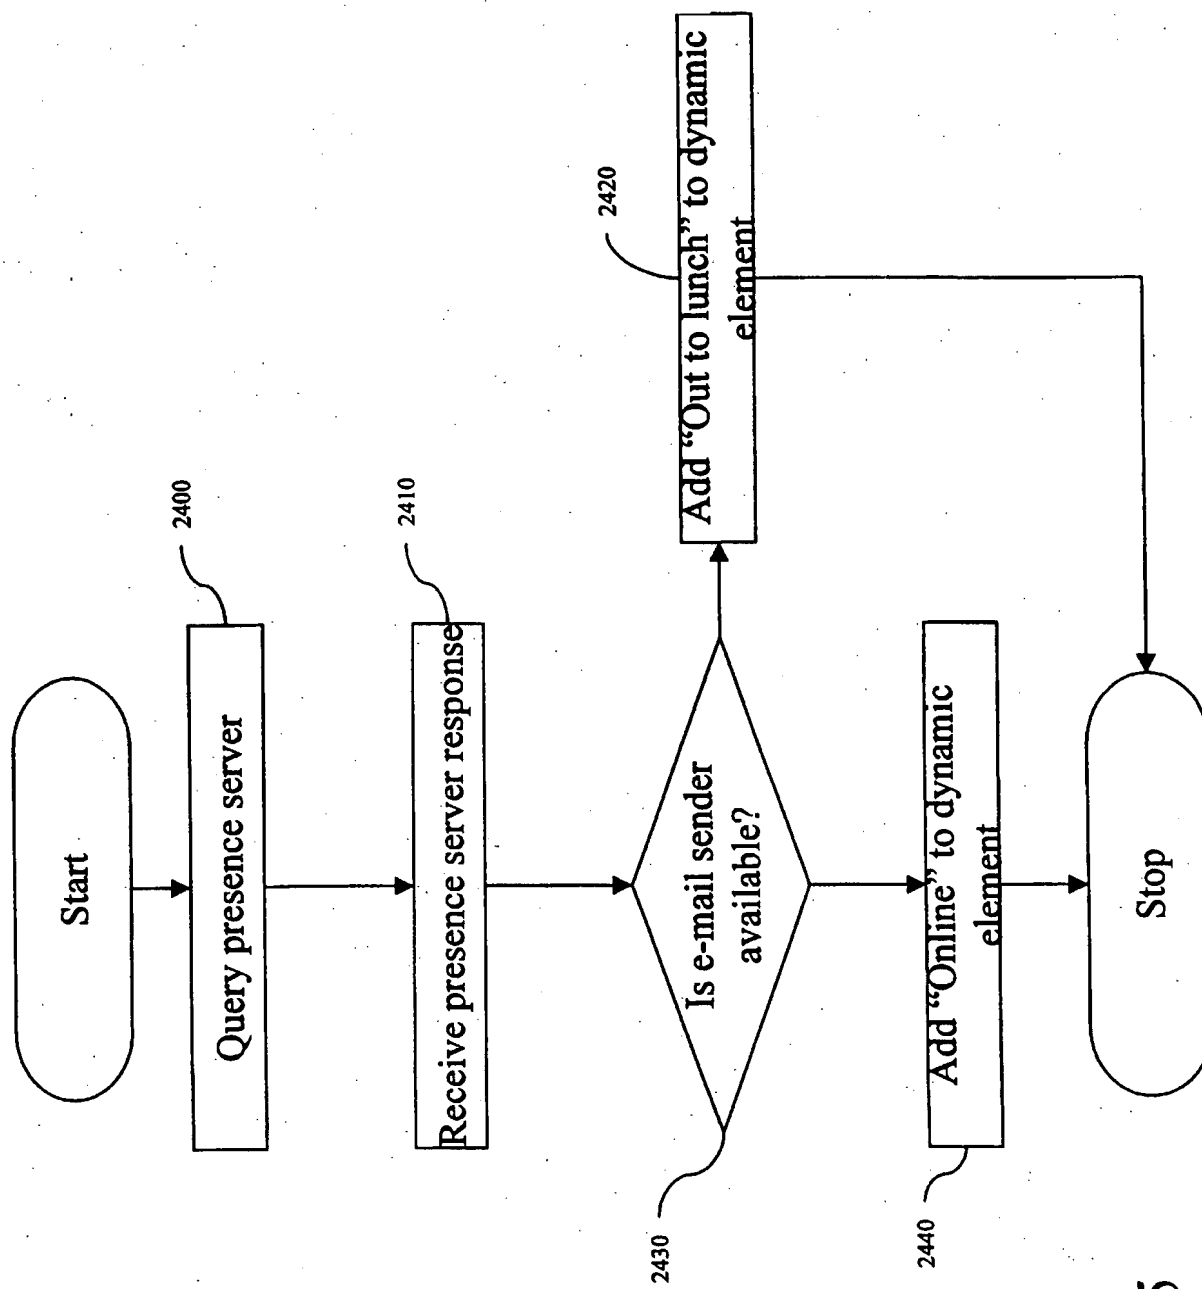 Start
Query presence server
2400
Receive presence server response
2410
Is e-mail sender
available?
2430
Add “Out to lunch” to dynamic
element
2420
Add “Online” to dynamic
element
2440
Stop